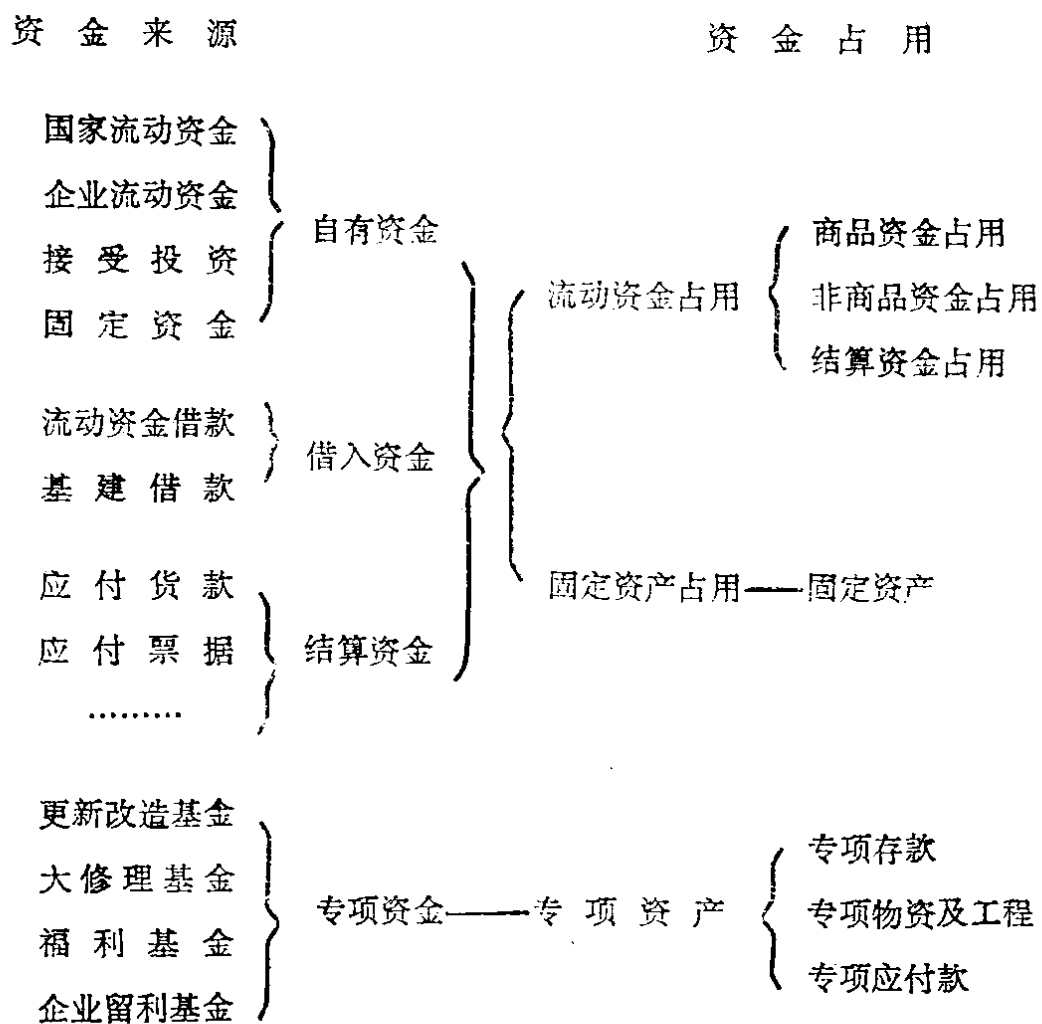 资金来源
资金占用
国家流动资金
企业流动资金
接受投资
固定资金
自有资金
流动资金借款
基建借款
借入资金
应付货款
应付票据
………
结算资金
流动资金占用
商品资金占用
非商品资金占用
结算资金占用
固定资产占用——固定资产
更新改造基金
大修理基金
福利基金
企业留利基金
专项资金——专项资产
专项存款
专项物资及工程
专项应付款